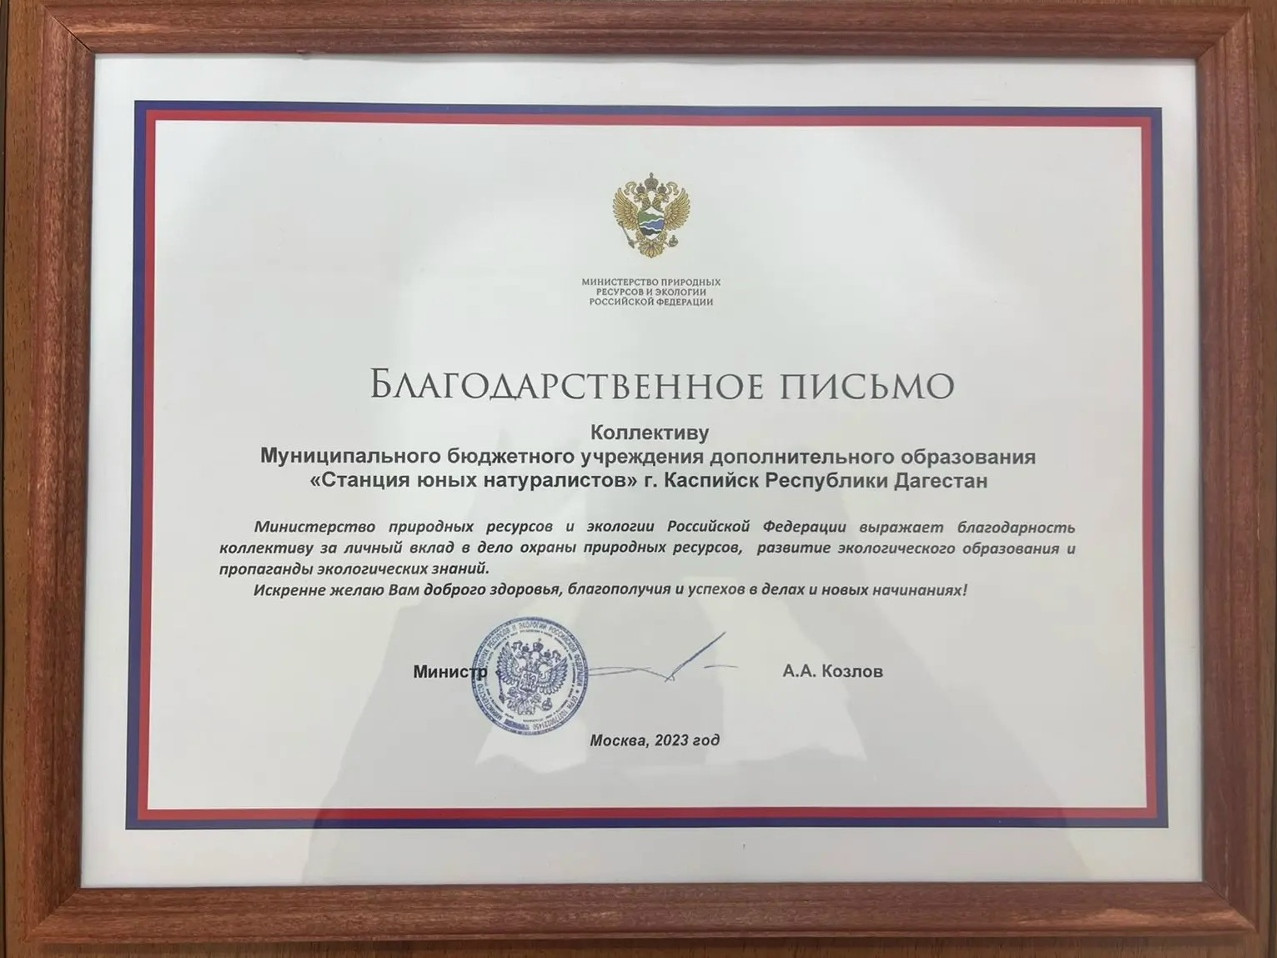 МИНИСТЕРСТВО ПРИРОДНЫХ
РЕСУРСОВ И ЭКОЛОГИИ
РОССИЙСКОЙ ФЕДЕРАЦИИ
БЛАГОДАРСТВЕННОЕ ПИСЬМО
Коллективу
Муниципального бюджетного учреждения дополнительного образования
«Станция юных натуралистов» г. Каспийск Республики Дагестан
Министерство природных ресурсов и экологии Российской Федерации выражает благодарность
коллективу за личный вклад в дело охраны природных ресурсов, развитие экологического образования и
пропаганды экологических знаний.
Искренне желаю Вам доброго здоровья, благополучия и успехов в делах и новых начинаниях!
Министр
А.А. Козлов
Москва, 2023 год